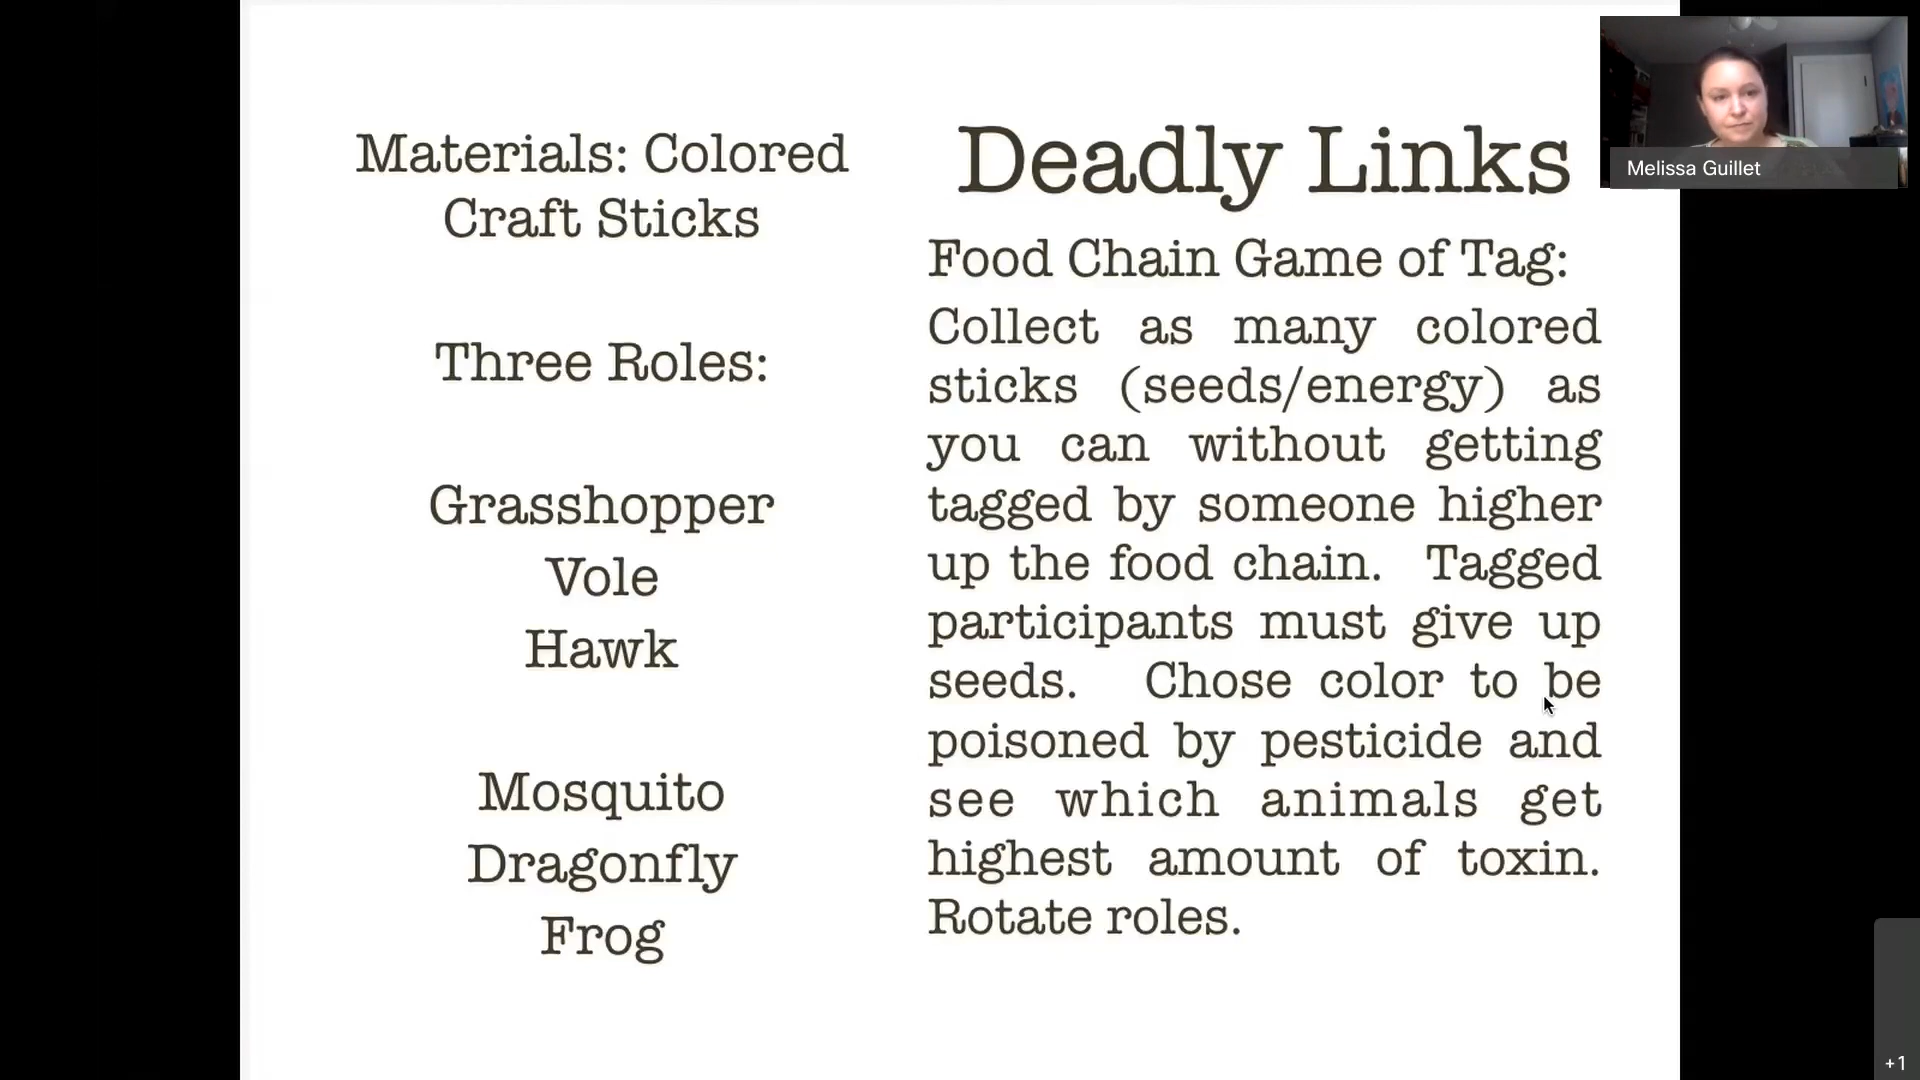 Materials: Colored
Craft Sticks
Three Roles:
Grasshopper
Vole
Hawk
Mosquito
Dragonfly
Frog
Deadly Links
Food Chain Game of Tag:
Collect as many colored
sticks (seeds/energy) as
you can without getting
tagged by someone higher
up the food chain. Tagged
participants must give up
seeds. Chose color to be
poisoned by pesticide and
see which animals get
highest amount of toxin.
Rotate roles.
Melissa Guillet
+1